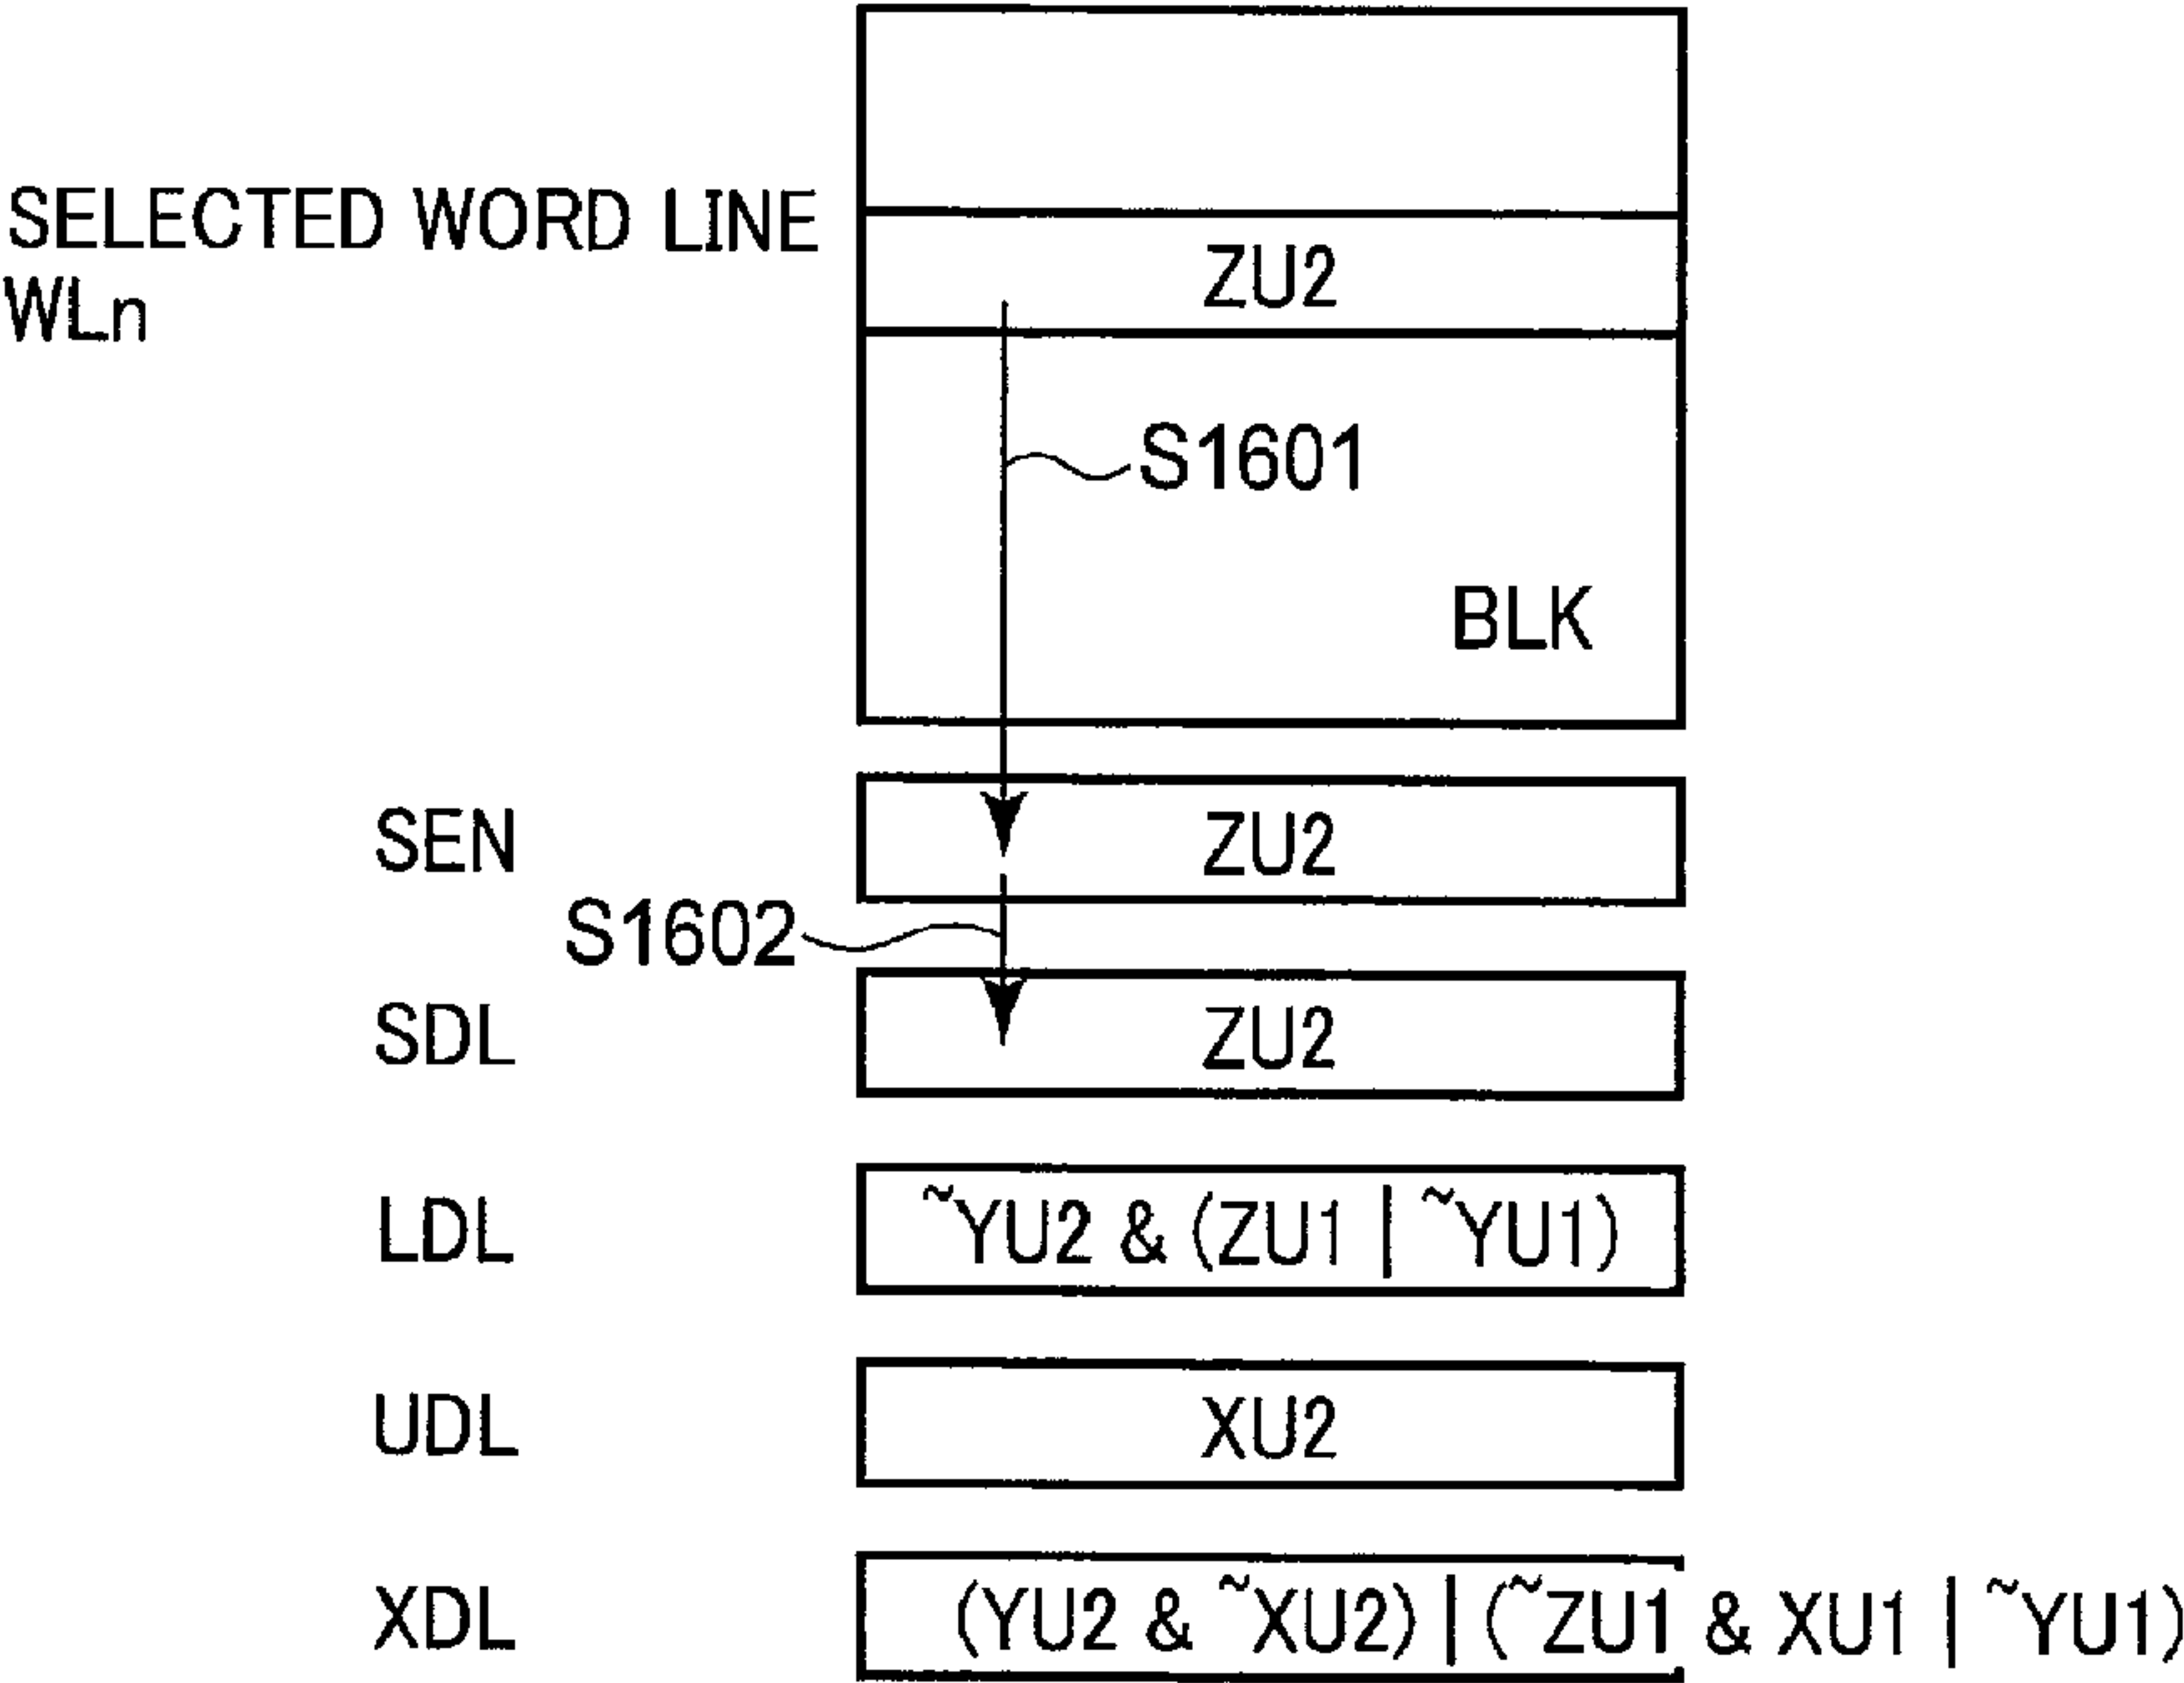 SELECTED WORD LINE
WLn
ZU2
S1601
BLK
SEN
ZU2
S1602
SDL
ZU2
LDL
~YU2 & (ZU1 | ~YU1)
UDL
XU2
XDL
(YU2 & ~XU2) | (~ZU1 & XU1 | ~YU1)